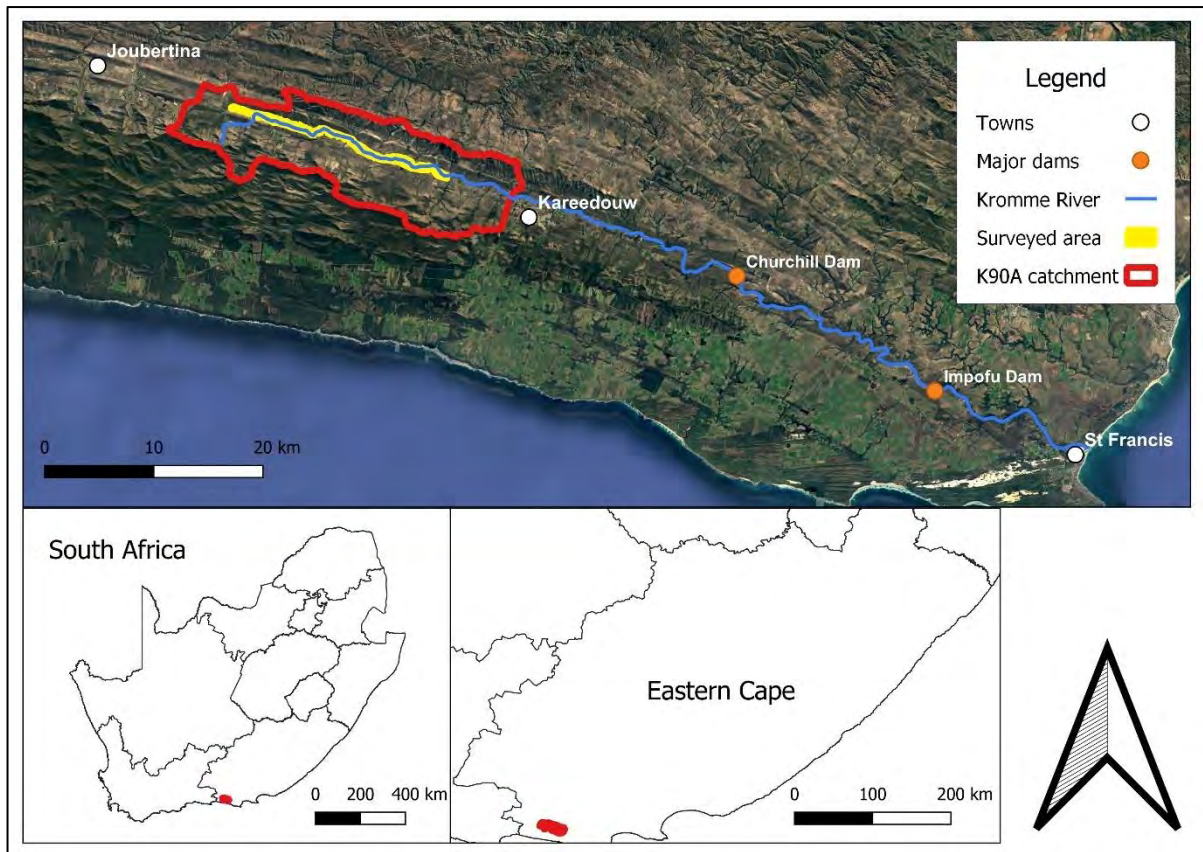 Joubertina
Kareedouw
Churchill Dam
Impofu Dam
St Francis
0 10 20 km
Legend
Towns
Major dams
Kromme River
Surveyed area
K90A catchment
South Africa
0 200 400 km
Eastern Cape
0 100 200 km